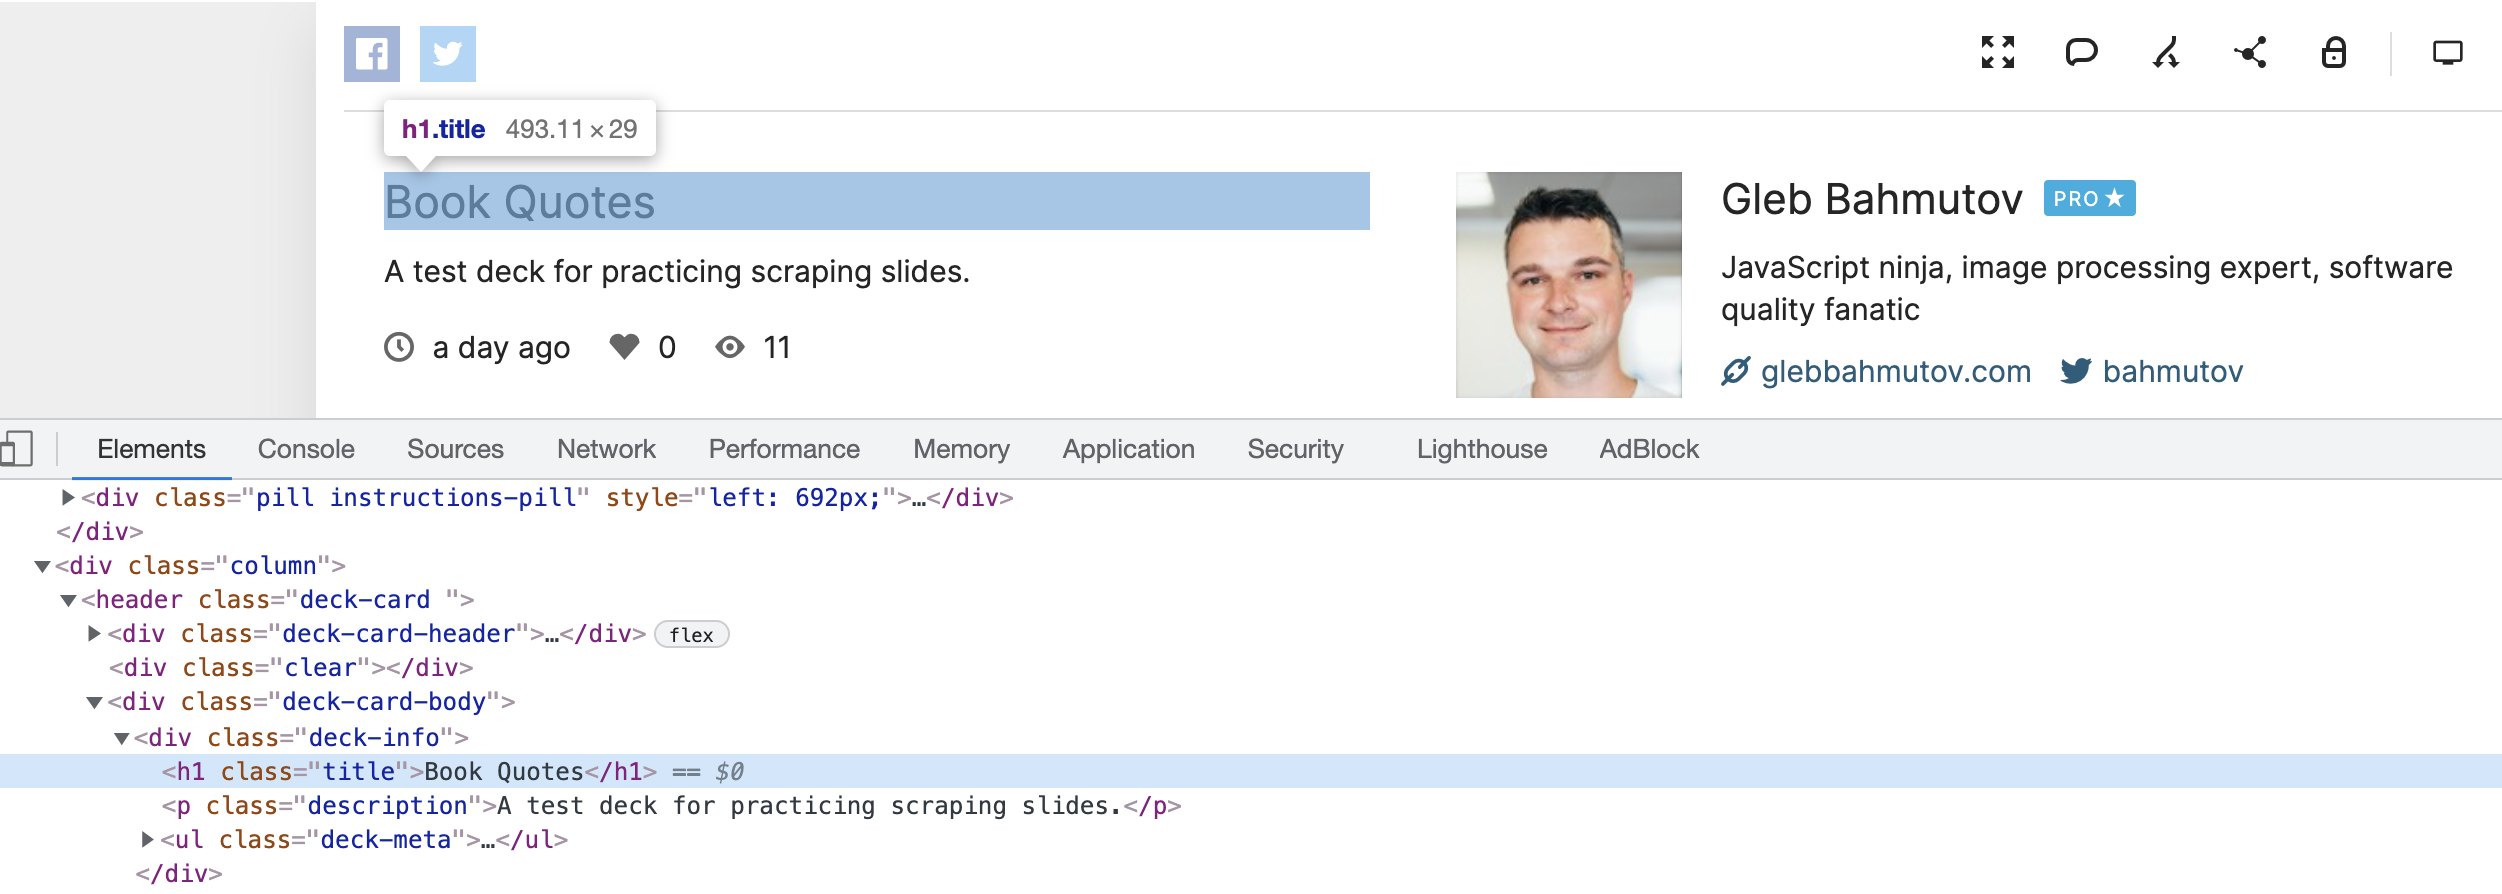 h1.title 493.11 × 29
Book Quotes
A test deck for practicing scraping slides.
a day ago 0 11
Gleb Bahmutov PRO ★
JavaScript ninja, image processing expert, software
quality fanatic
glebbahmutov.com bahmutov
Elements Console Sources Network Performance Memory Application Security Lighthouse AdBlock
<div class="pill instructions-pill" style="left: 692px;">…</div>
</div>
<div class="column">
<header class="deck-card ">
<div class="deck-card-header">…</div> flex
<div class="clear"></div>
<div class="deck-card-body">
<div class="deck-info">
<h1 class="title">Book Quotes</h1> == $0
<p class="description">A test deck for practicing scraping slides.</p>
<ul class="deck-meta">…</ul>
</div>